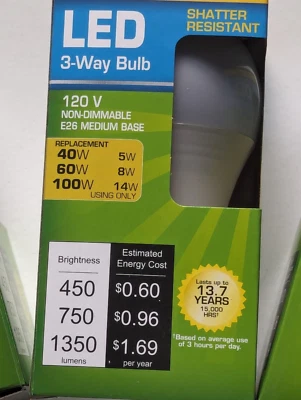 LED
3-Way Bulb
SHATTER
RESISTANT
120 V
NON-DIMMABLE
E26 MEDIUM BASE
REPLACEMENT
40W 5W
60W 8W
100W 14W
USING ONLY
Brightness
Estimated
Energy Cost
450 $0.60
750 $0.96
1350 $1.69
lumens per year
Lasts up to
13.7
YEARS
15,000
HRS†
†Based on average use
of 3 hours per day.